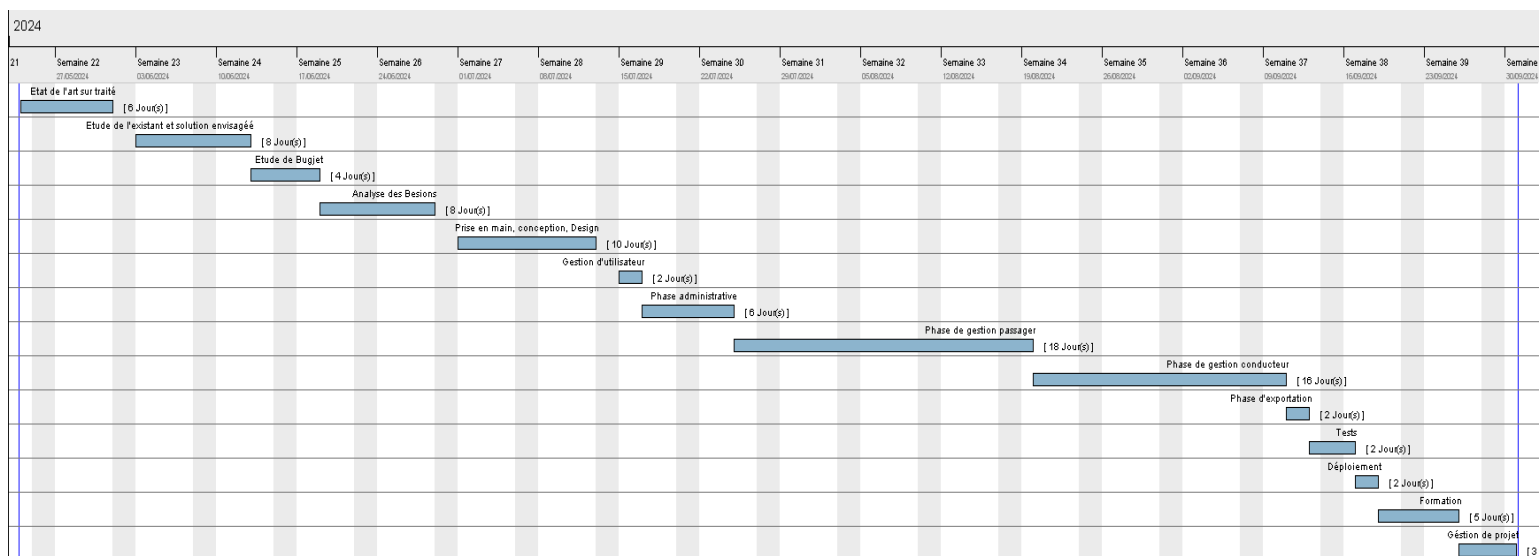 2024
21 Semaine 22 Semaine 23 Semaine 24 Semaine 25 Semaine 26 Semaine 27 Semaine 28 Semaine 29 Semaine 30 Semaine 31 Semaine 32 Semaine 33 Semaine 34 Semaine 35 Semaine 36 Semaine 37 Semaine 38 Semaine 39 Semaine
27/05/2024 03/06/2024 10/06/2024 17/06/2024 24/06/2024 01/07/2024 08/07/2024 15/07/2024 22/07/2024 29/07/2024 05/08/2024 12/08/2024 19/08/2024 26/08/2024 02/09/2024 09/09/2024 16/09/2024 23/09/2024 30/09/2024
Etat de l'art sur traité
[ 6 Jour(s) ]
Etude de l'existant et solution envisagéé
[ 8 Jour(s) ]
Etude de Bugjet
[ 4 Jour(s) ]
Analyse des Besions
[ 8 Jour(s) ]
Prise en main, conception, Design
[ 10 Jour(s) ]
Gestion d'utilisateur
[ 2 Jour(s) ]
Phase administrative
[ 6 Jour(s) ]
Phase de gestion passager
[ 18 Jour(s) ]
Phase de gestion conducteur
[ 16 Jour(s) ]
Phase d'exportation
[ 2 Jour(s) ]
Tests
[ 2 Jour(s) ]
Déploiement
[ 2 Jour(s) ]
Formation
[ 5 Jour(s) ]
Géstion de projet
[ 3